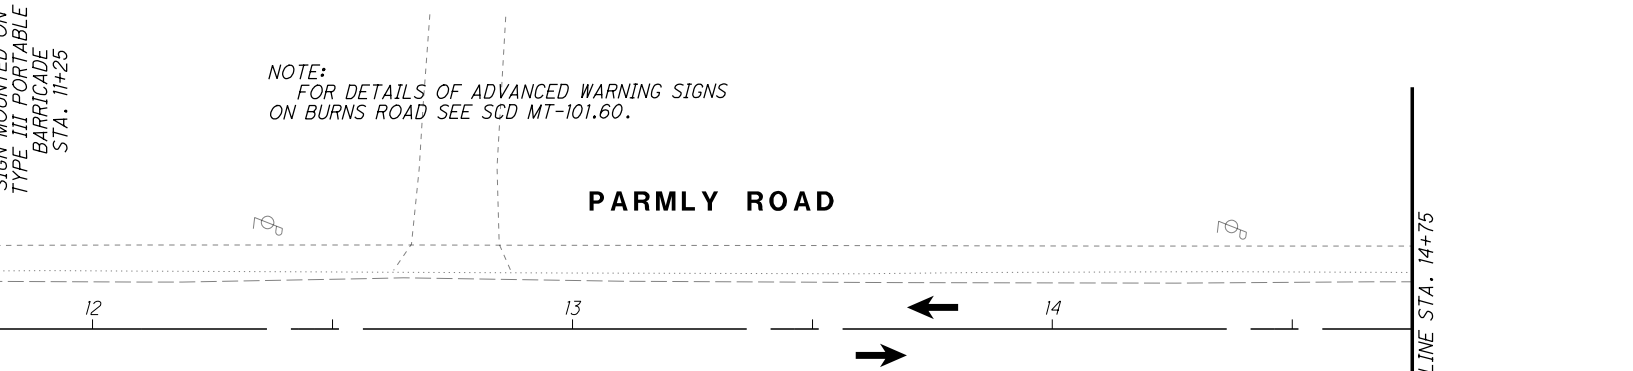 SIGN MOUNTED ON
TYPE III PORTABLE
BARRICADE
STA. 11+25
NOTE:
FOR DETAILS OF ADVANCED WARNING SIGNS
ON BURNS ROAD SEE SCD MT-101.60.
PARMLY ROAD
12
13
14
LINE STA. 14+75